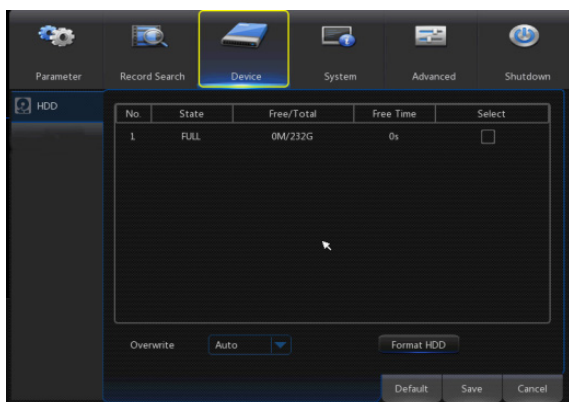 Parameter Record Search Device System Advanced Shutdown
HDD
No. State Free/Total Free Time Select
1 FULL 0M/232G 0s
Overwrite Auto Format HDD
Default Save Cancel